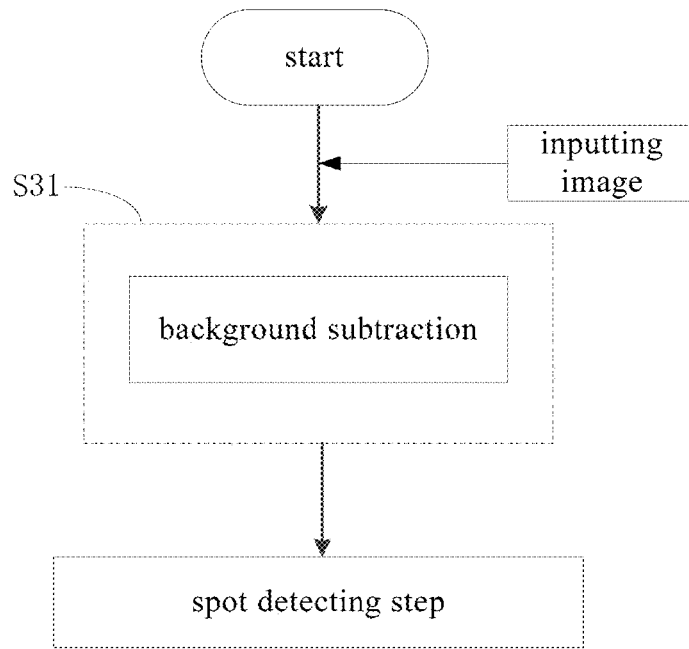 start
inputting
image
S31
background subtraction
spot detecting step